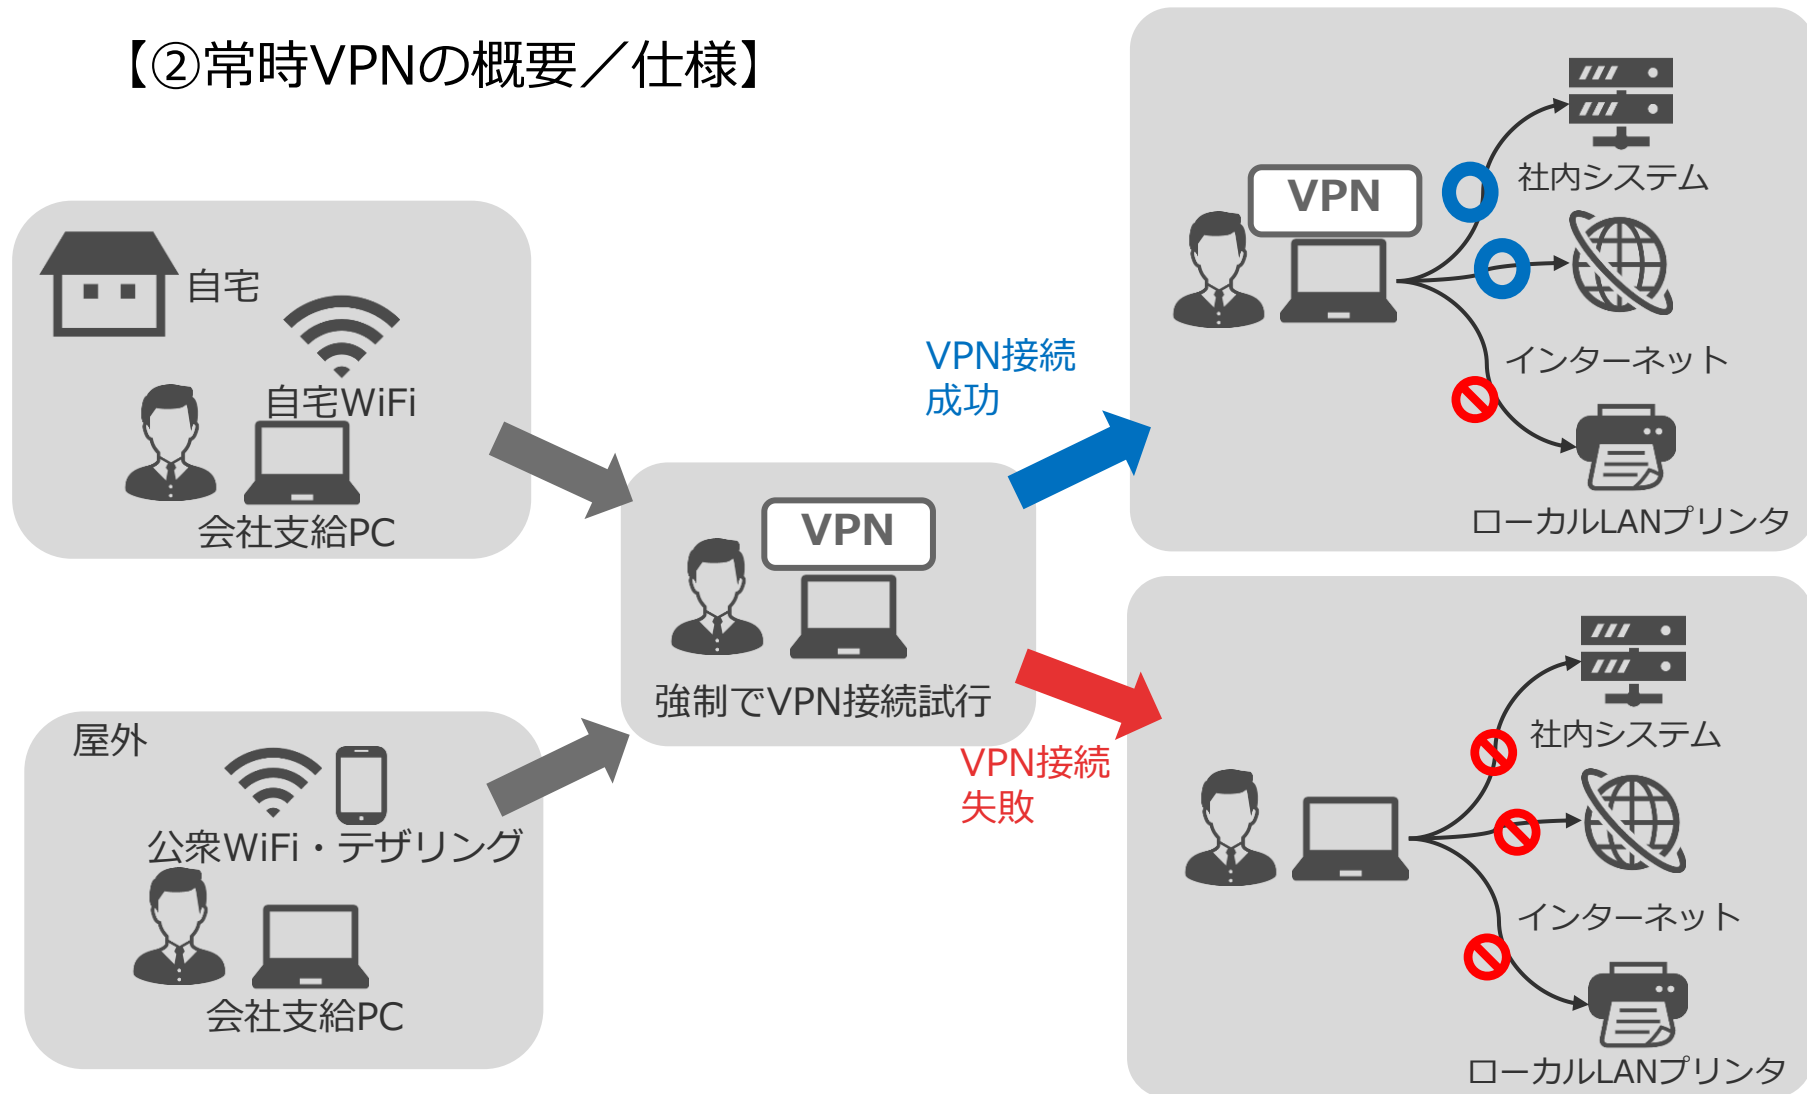 【②常時VPNの概要／仕様】
自宅
自宅WiFi
会社支給PC
屋外
公衆WiFi・テザリング
会社支給PC
VPN
強制でVPN接続試行
VPN接続
成功
VPN接続
失敗
VPN
社内システム
インターネット
ローカルLANプリンタ
社内システム
インターネット
ローカルLANプリンタ